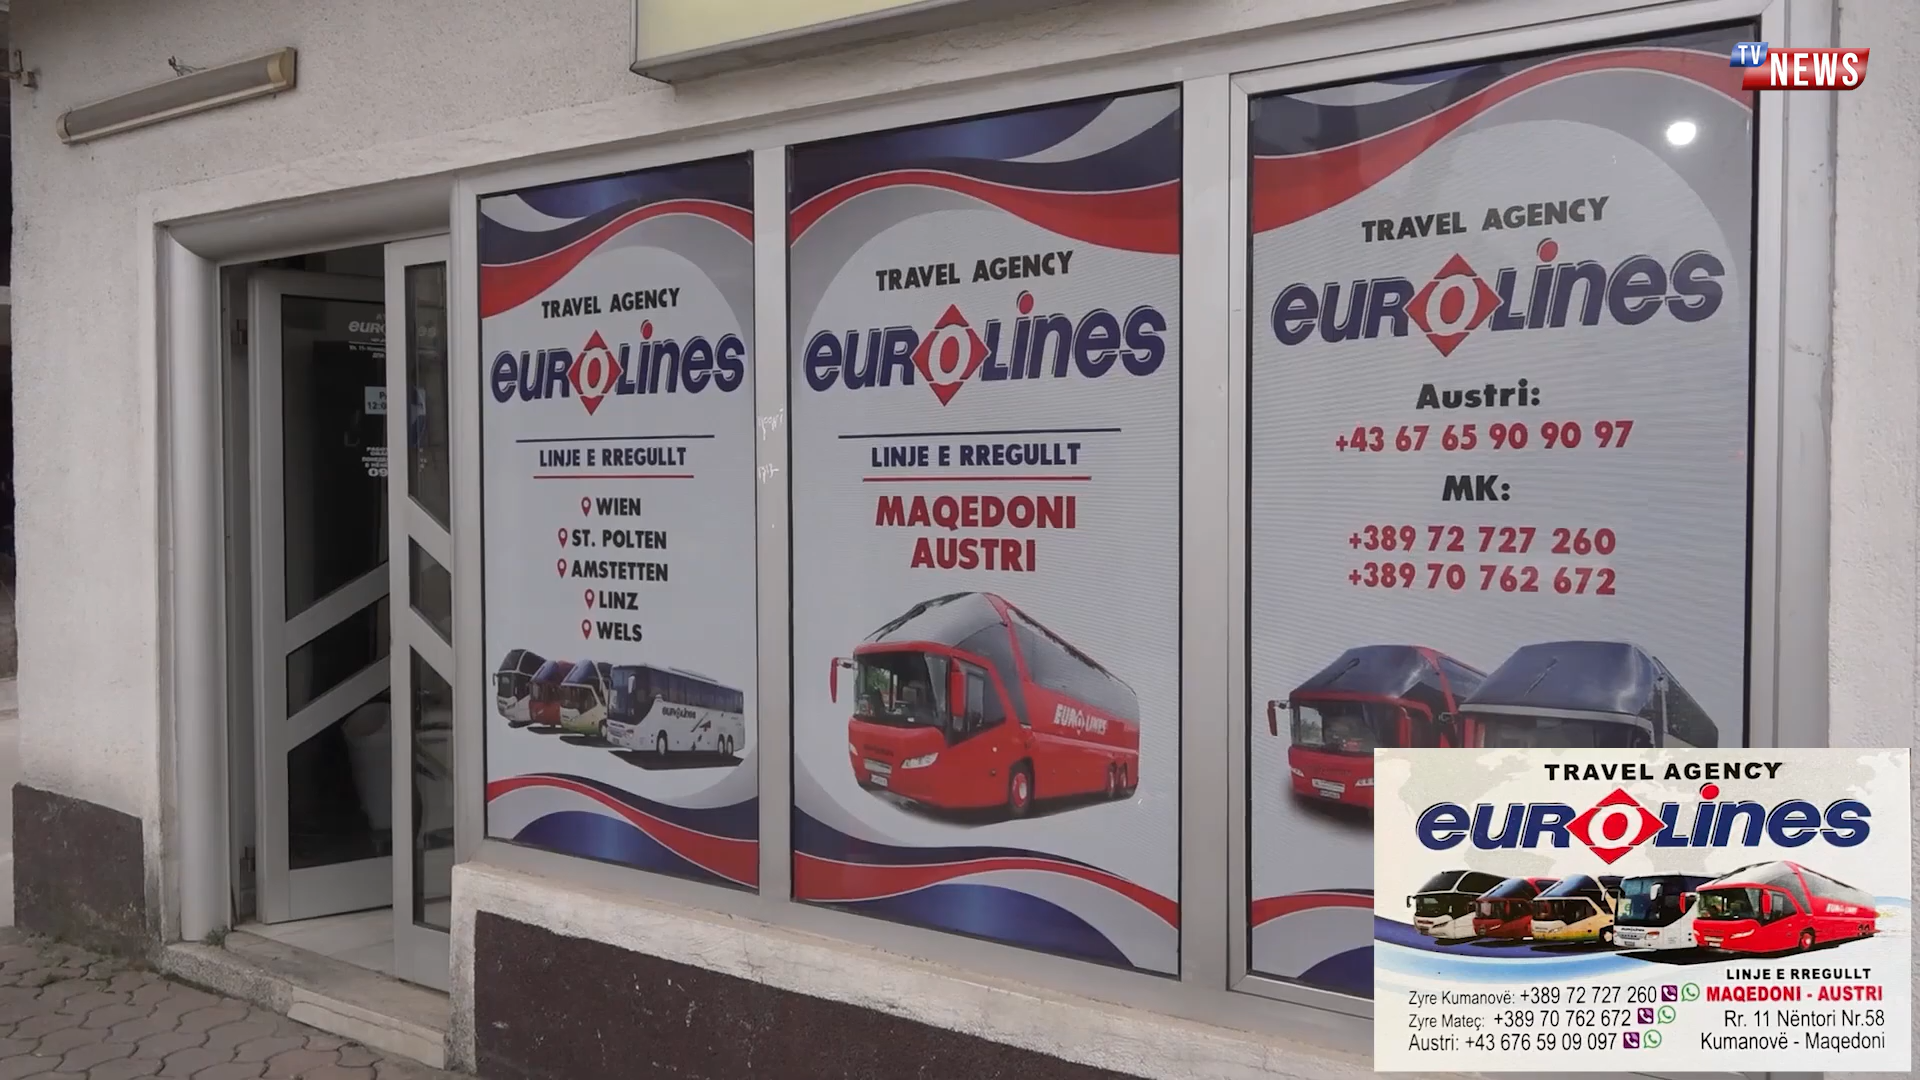 TV NEWS
TRAVEL AGENCY
eurolines
LINJE E RREGULLT
WIEN
ST. POLTEN
AMSTETTEN
LINZ
WELS
TRAVEL AGENCY
eurolines
LINJE E RREGULLT
MAQEDONI
AUSTRI
EUROLINES
TRAVEL AGENCY
eurolines
Austri:
+43 67 65 90 90 97
MK:
+389 72 727 260
+389 70 762 672
TRAVEL AGENCY
eurolines
LINJE E RREGULLT
Zyre Kumanovë: +389 72 727 260 MAQEDONI - AUSTRI
Zyre Mateç: +389 70 762 672 Rr. 11 Nëntori Nr.58
Austri: +43 676 59 09 097 Kumanovë - Maqedoni